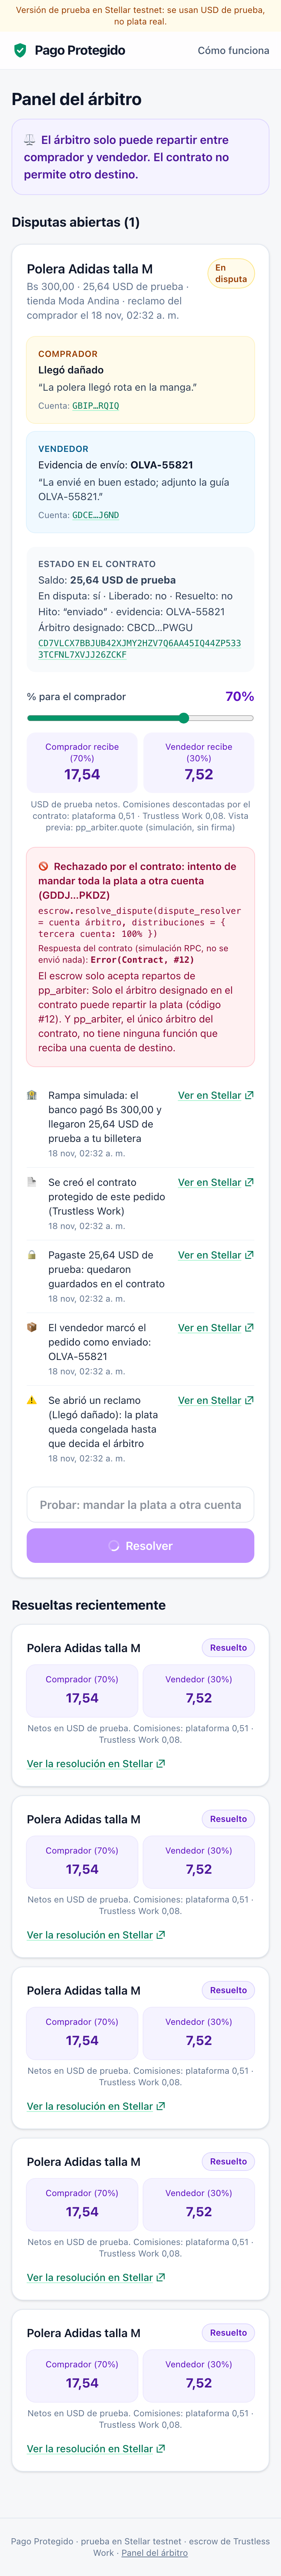 Versión de prueba en Stellar testnet: se usan USD de prueba,
no plata real.
Pago Protegido
Cómo funciona
Panel del árbitro
El árbitro solo puede repartir entre
comprador y vendedor. El contrato no
permite otro destino.
Disputas abiertas (1)
Polera Adidas talla M
En
disputa
Bs 300,00 · 25,64 USD de prueba ·
tienda Moda Andina · reclamo del
comprador el 18 nov, 02:32 a. m.
COMPRADOR
Llegó dañado
“La polera llegó rota en la manga.”
Cuenta: GBIP…RQIQ
VENDEDOR
Evidencia de envío: OLVA-55821
“La envié en buen estado; adjunto la guía
OLVA-55821.”
Cuenta: GDCE…J6ND
ESTADO EN EL CONTRATO
Saldo: 25,64 USD de prueba
En disputa: sí · Liberado: no · Resuelto: no
Hito: “enviado” · evidencia: OLVA-55821
Árbitro designado: CBCD…PWGU
CD7VLCX7BBJUB42XJMY2HZV7Q6AA45IQ44ZP533
3TCFNL7XVJJ26ZCKF
% para el comprador
70%
Comprador recibe
(70%)
17,54
Vendedor recibe
(30%)
7,52
USD de prueba netos. Comisiones descontadas por el
contrato: plataforma 0,51 · Trustless Work 0,08. Vista
previa: pp_arbiter.quote (simulación, sin firma)
Rechazado por el contrato: intento de
mandar toda la plata a otra cuenta
(GDDJ...PKDZ)
escrow.resolve_dispute(dispute_resolver
= cuenta árbitro, distribuciones = {
tercera cuenta: 100% })
Respuesta del contrato (simulación RPC, no se
envió nada): Error(Contract, #12)
El escrow solo acepta repartos de
pp_arbiter: Solo el árbitro designado en el
contrato puede repartir la plata (código
#12). Y pp_arbiter, el único árbitro del
contrato, no tiene ninguna función que
reciba una cuenta de destino.
Rampa simulada: el
banco pagó Bs 300,00 y
llegaron 25,64 USD de
prueba a tu billetera
18 nov, 02:32 a. m.
Ver en Stellar
Se creó el contrato
protegido de este pedido
(Trustless Work)
18 nov, 02:32 a. m.
Ver en Stellar
Pagaste 25,64 USD de
prueba: quedaron
guardados en el contrato
18 nov, 02:32 a. m.
Ver en Stellar
El vendedor marcó el
pedido como enviado:
OLVA-55821
18 nov, 02:32 a. m.
Ver en Stellar
Se abrió un reclamo
(Llegó dañado): la plata
queda congelada hasta
que decida el árbitro
18 nov, 02:32 a. m.
Ver en Stellar
Probar: mandar la plata a otra cuenta
Resolver
Resueltas recientemente
Polera Adidas talla M
Resuelto
Comprador (70%)
17,54
Vendedor (30%)
7,52
Netos en USD de prueba. Comisiones: plataforma 0,51 ·
Trustless Work 0,08.
Ver la resolución en Stellar
Polera Adidas talla M
Resuelto
Comprador (70%)
17,54
Vendedor (30%)
7,52
Netos en USD de prueba. Comisiones: plataforma 0,51 ·
Trustless Work 0,08.
Ver la resolución en Stellar
Polera Adidas talla M
Resuelto
Comprador (70%)
17,54
Vendedor (30%)
7,52
Netos en USD de prueba. Comisiones: plataforma 0,51 ·
Trustless Work 0,08.
Ver la resolución en Stellar
Polera Adidas talla M
Resuelto
Comprador (70%)
17,54
Vendedor (30%)
7,52
Netos en USD de prueba. Comisiones: plataforma 0,51 ·
Trustless Work 0,08.
Ver la resolución en Stellar
Polera Adidas talla M
Resuelto
Comprador (70%)
17,54
Vendedor (30%)
7,52
Netos en USD de prueba. Comisiones: plataforma 0,51 ·
Trustless Work 0,08.
Ver la resolución en Stellar
Pago Protegido · prueba en Stellar testnet · escrow de Trustless
Work · Panel del árbitro